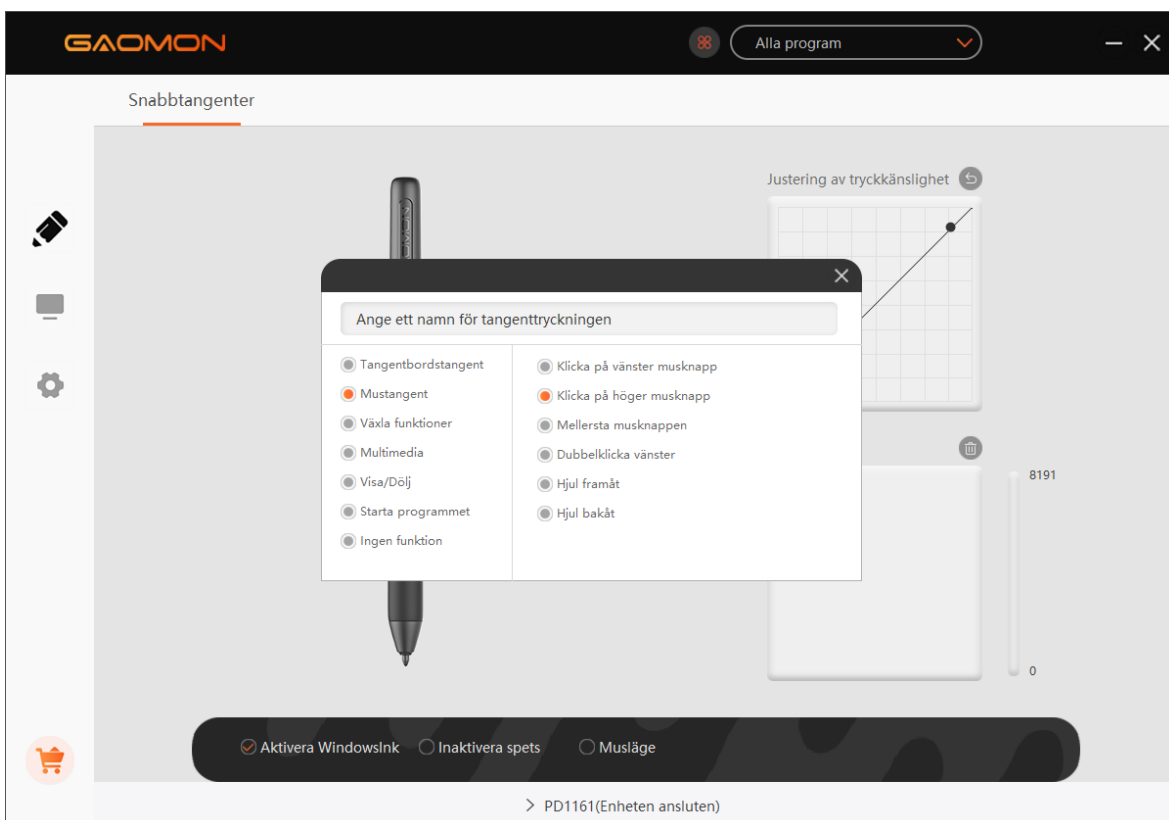 GAOMON
Alla program
Snabbtangenter
Justering av tryckkänslighet
GAOMON
Ange ett namn för tangenttryckningen
Tangentbordstangent
Mustangent
Växla funktioner
Multimedia
Visa/Dölj
Starta programmet
Ingen funktion
Klicka på vänster musknapp
Klicka på höger musknapp
Mellersta musknappen
Dubbelklicka vänster
Hjul framåt
Hjul bakåt
8191
0
Aktivera WindowsInk
Inaktivera spets
Musläge
PD1161(Enheten ansluten)